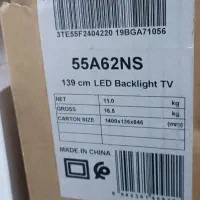 3TE55F2404220 19BGA71056
55A62NS
139 cm LED Backlight TV
NET 11.0 kg
GROSS 16.5 kg
CARTON SIZE 1400x136x846 (mm)
MADE IN CHINA